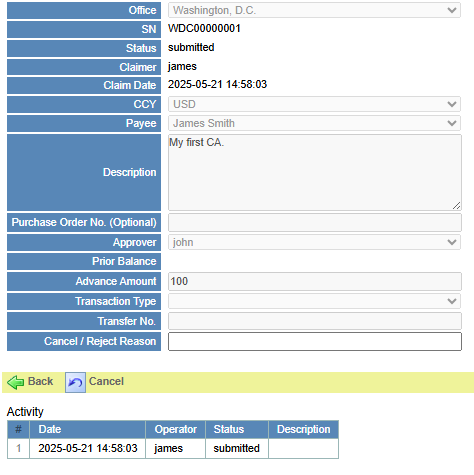 Office Washington, D.C.
SN WDC00000001
Status submitted
Claimer james
Claim Date 2025-05-21 14:58:03
CCY USD
Payee James Smith
Description My first CA.
Purchase Order No. (Optional)
Approver john
Prior Balance
Advance Amount 100
Transaction Type
Transfer No.
Cancel / Reject Reason
Back Cancel
Activity
# Date Operator Status Description
1 2025-05-21 14:58:03 james submitted